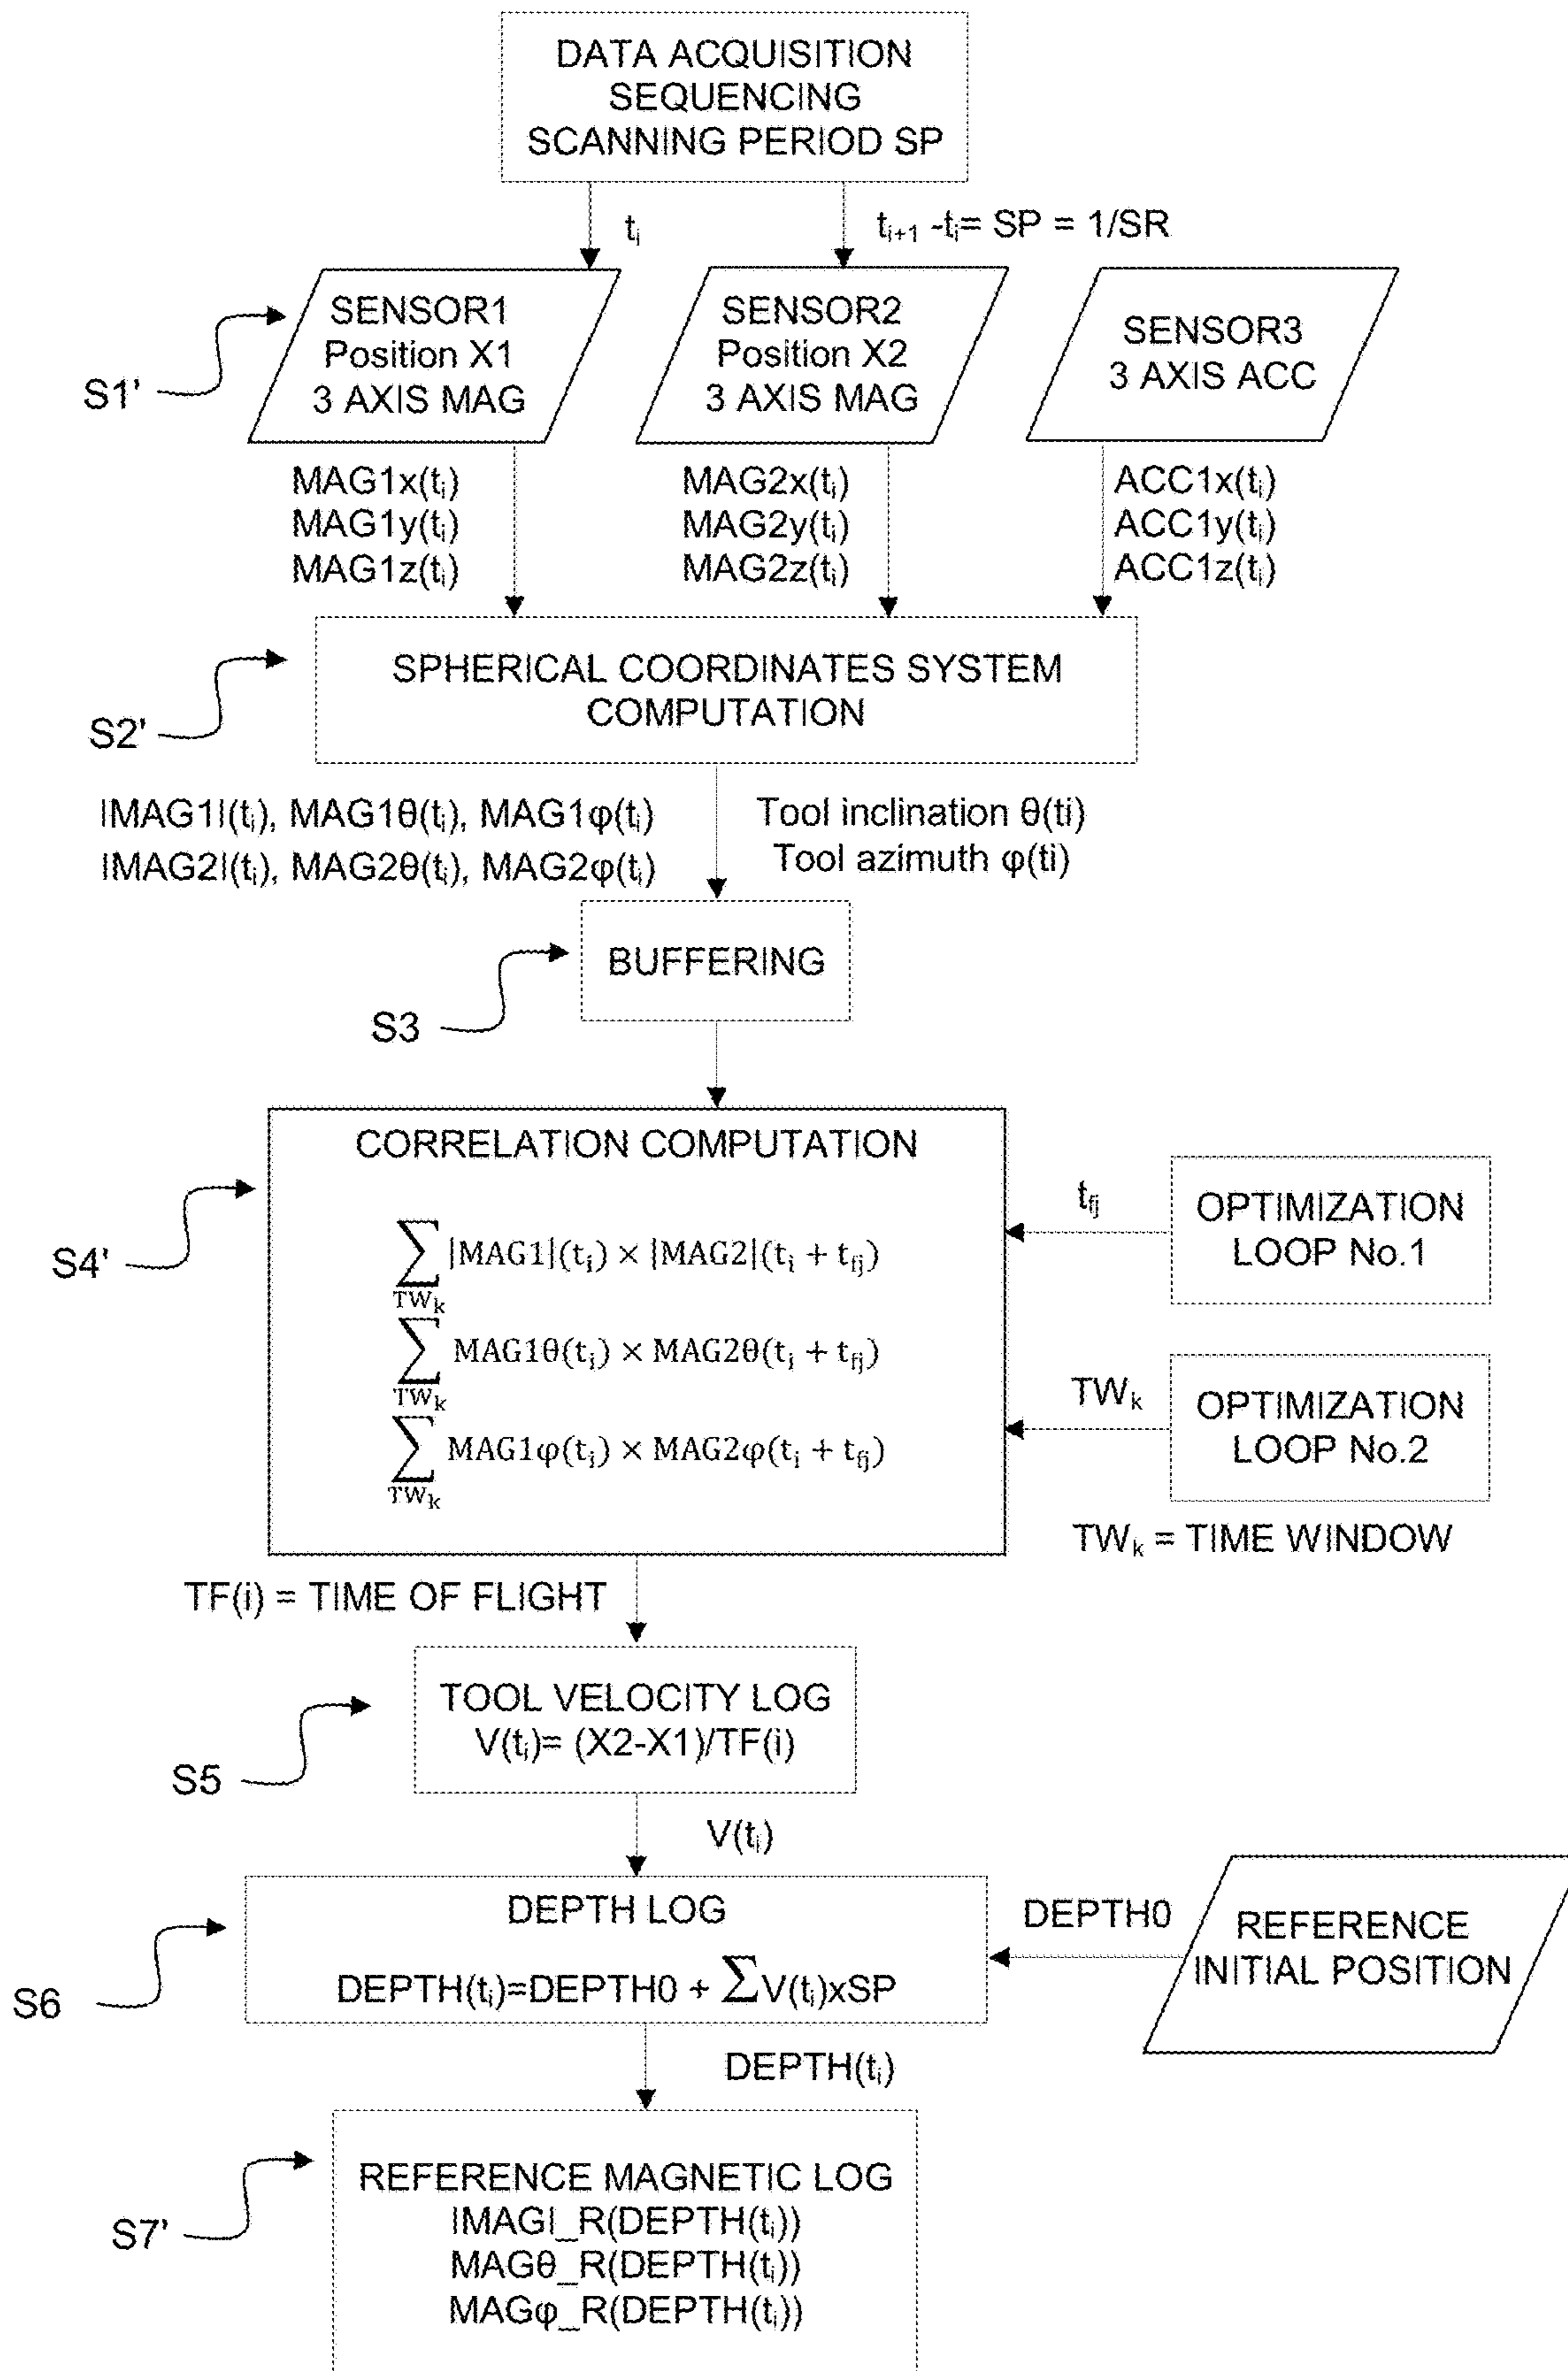 DATA ACQUISITION
SEQUENCING
SCANNING PERIOD SP
tᵢ
tᵢ₊₁ -tᵢ= SP = 1/SR
S1'
SENSOR1
Position X1
3 AXIS MAG
SENSOR2
Position X2
3 AXIS MAG
SENSOR3
3 AXIS ACC
MAG1x(tᵢ)
MAG1y(tᵢ)
MAG1z(tᵢ)
MAG2x(tᵢ)
MAG2y(tᵢ)
MAG2z(tᵢ)
ACC1x(tᵢ)
ACC1y(tᵢ)
ACC1z(tᵢ)
S2'
SPHERICAL COORDINATES SYSTEM
COMPUTATION
IMAG1I(tᵢ), MAG1θ(tᵢ), MAG1φ(tᵢ)
IMAG2I(tᵢ), MAG2θ(tᵢ), MAG2φ(tᵢ)
Tool inclination θ(ti)
Tool azimuth φ(ti)
S3
BUFFERING
S4'
CORRELATION COMPUTATION
∑TWₖ |MAG1|(tᵢ) × |MAG2|(tᵢ + t_fj)
∑TWₖ MAG1θ(tᵢ) × MAG2θ(tᵢ + t_fj)
∑TWₖ MAG1φ(tᵢ) × MAG2φ(tᵢ + t_fj)
t_fj
OPTIMIZATION
LOOP No.1
TWₖ
OPTIMIZATION
LOOP No.2
TWₖ = TIME WINDOW
TF(i) = TIME OF FLIGHT
S5
TOOL VELOCITY LOG
V(tᵢ)= (X2-X1)/TF(i)
V(tᵢ)
S6
DEPTH LOG
DEPTH(tᵢ)=DEPTH0 + ∑V(tᵢ)xSP
DEPTH0
REFERENCE
INITIAL POSITION
DEPTH(tᵢ)
S7'
REFERENCE MAGNETIC LOG
IMAGI_R(DEPTH(tᵢ))
MAGθ_R(DEPTH(tᵢ))
MAGφ_R(DEPTH(tᵢ))